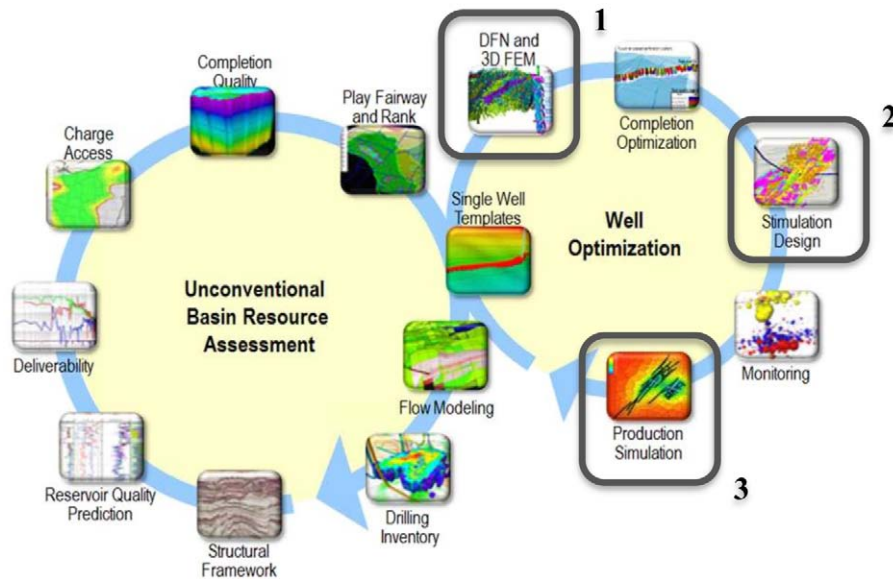 1
DFN and
3D FEM
Completion
Optimization
2
Stimulation
Design
Monitoring
Production
Simulation
3
Well
Optimization
Single Well
Templates
Completion
Quality
Play Fairway
and Rank
Charge
Access
Unconventional
Basin Resource
Assessment
Deliverability
Flow Modeling
Reservoir Quality
Prediction
Structural
Framework
Drilling
Inventory